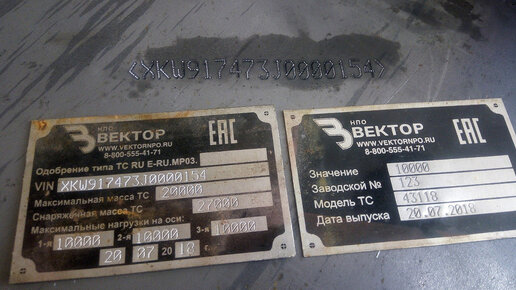 <XKW917473J0000154>
НПО
ВЕКТОР
WWW.VEKTORNPO.RU
8-800-555-41-71
EAC
Одобрение типа ТС RU E-RU.MP03.
VIN XKW917473J0000154
Максимальная масса ТС 20000
Снаряженная масса ТС 27000
Максимальные нагрузки на оси:
1-я 10000 2-я 10000 3-я 10000
20 07 2018
НПО
ВЕКТОР
WWW.VEKTORNPO.RU
8-800-555-41-71
EAC
Значение 10000
Заводской № 123
Модель ТС 43118
Дата выпуска 20.07.2018